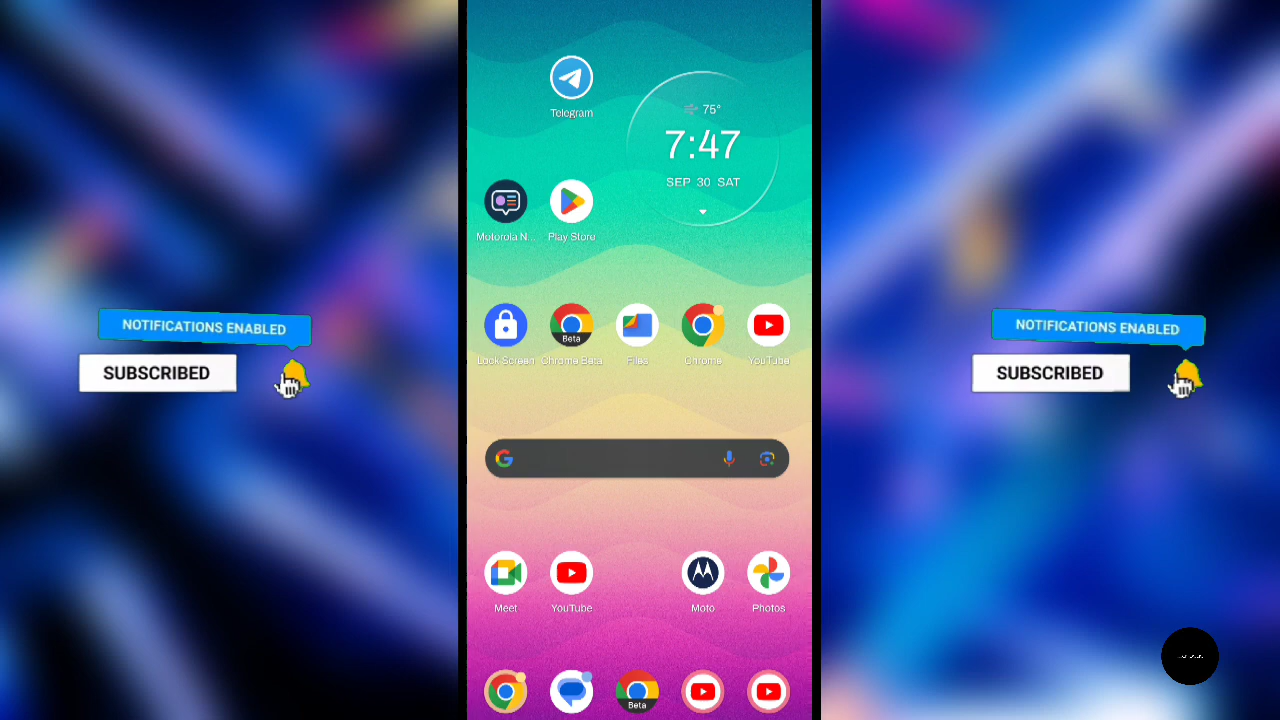 Telegram
75°
7:47
SEP 30 SAT
Motorola N...
Play Store
NOTIFICATIONS ENABLED
SUBSCRIBED
Lock Screen
Beta
Chrome Beta
Files
Chrome
YouTube
NOTIFICATIONS ENABLED
SUBSCRIBED
Meet
YouTube
Moto
Photos
Beta